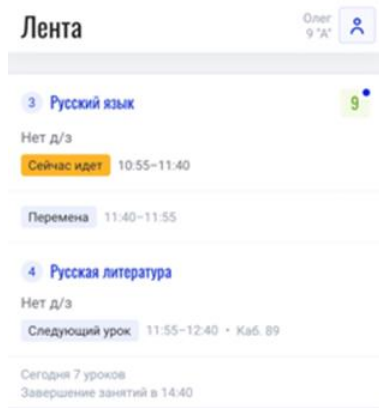 Лента
Олег
9 "А"
3 Русский язык
9
Нет д/з
Сейчас идет 10:55–11:40
Перемена 11:40–11:55
4 Русская литература
Нет д/з
Следующий урок 11:55–12:40 • Каб. 89
Сегодня 7 уроков
Завершение занятий в 14:40